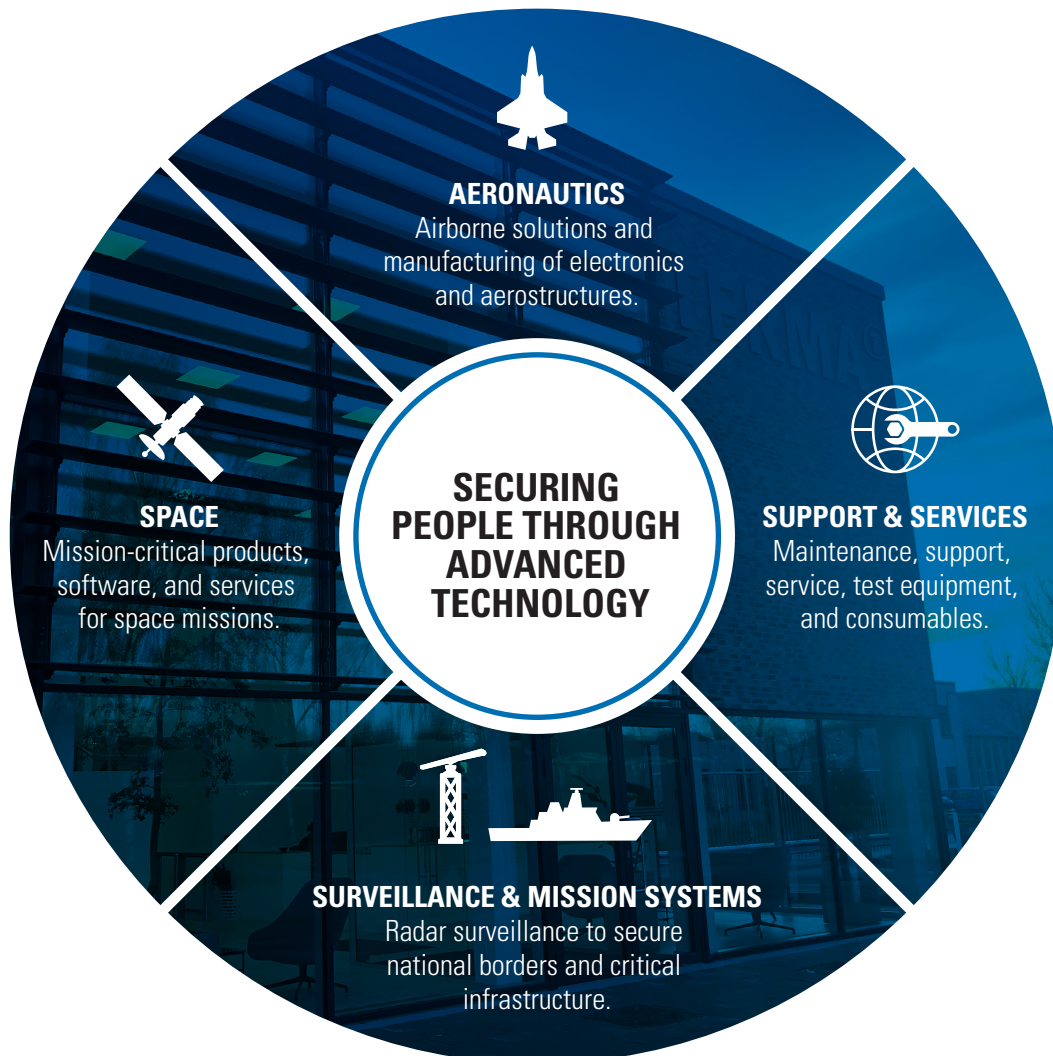 AERONAUTICS
Airborne solutions and
manufacturing of electronics
and aerostructures.
TERMA®
SPACE
Mission-critical products,
software, and services
for space missions.
SECURING
PEOPLE THROUGH
ADVANCED
TECHNOLOGY
SUPPORT & SERVICES
Maintenance, support,
service, test equipment,
and consumables.
SURVEILLANCE & MISSION SYSTEMS
Radar surveillance to secure
national borders and critical
infrastructure.